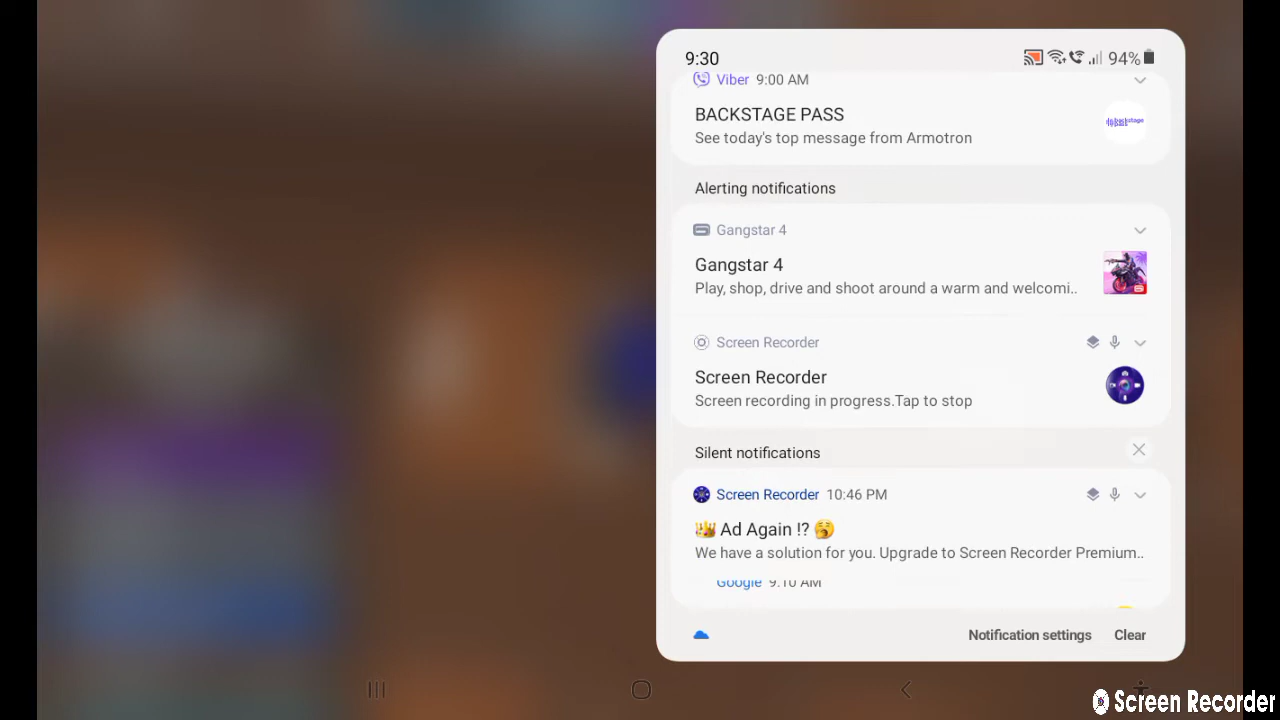 9:30 94%
Viber 9:00 AM
BACKSTAGE PASS
See today's top message from Armotron
backstage
Alerting notifications
Gangstar 4
Gangstar 4
Play, shop, drive and shoot around a warm and welcomi..
Screen Recorder
Screen Recorder
Screen recording in progress.Tap to stop
Silent notifications
Screen Recorder 10:46 PM
Ad Again !?
We have a solution for you. Upgrade to Screen Recorder Premium..
Google 9:10 AM
Notification settings Clear
Screen Recorder